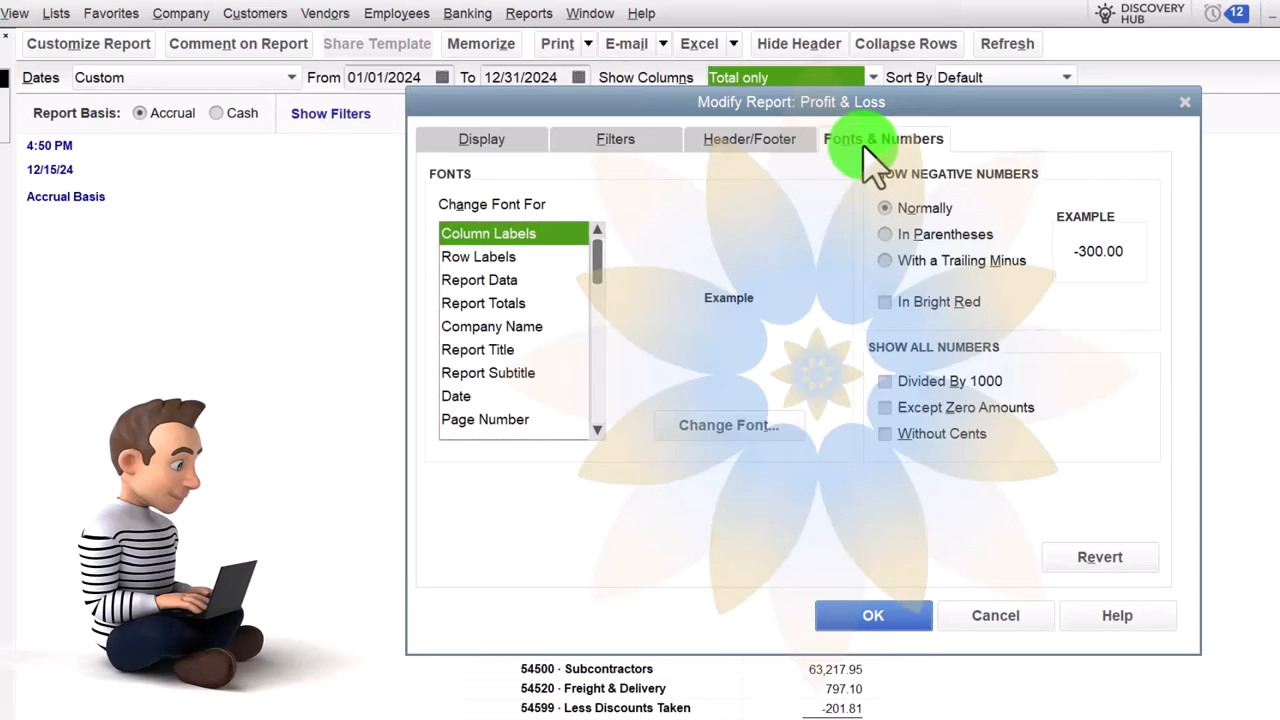 View Lists Favorites Company Customers Vendors Employees Banking Reports Window Help DISCOVERY HUB 12
Customize Report Comment on Report Share Template Memorize Print E-mail Excel Hide Header Collapse Rows Refresh
Dates Custom From 01/01/2024 To 12/31/2024 Show Columns Total only Sort By Default
Report Basis: Accrual Cash Show Filters
4:50 PM
12/15/24
Accrual Basis
Modify Report: Profit & Loss
Display Filters Header/Footer Fonts & Numbers
FONTS
Change Font For
Column Labels
Row Labels
Report Data
Report Totals
Company Name
Report Title
Report Subtitle
Date
Page Number
Example
Change Font...
OW NEGATIVE NUMBERS
Normally
In Parentheses
With a Trailing Minus
In Bright Red
EXAMPLE
-300.00
SHOW ALL NUMBERS
Divided By 1000
Except Zero Amounts
Without Cents
Revert
OK Cancel Help
54500 · Subcontractors 63,217.95
54520 · Freight & Delivery 797.10
54599 · Less Discounts Taken -201.81